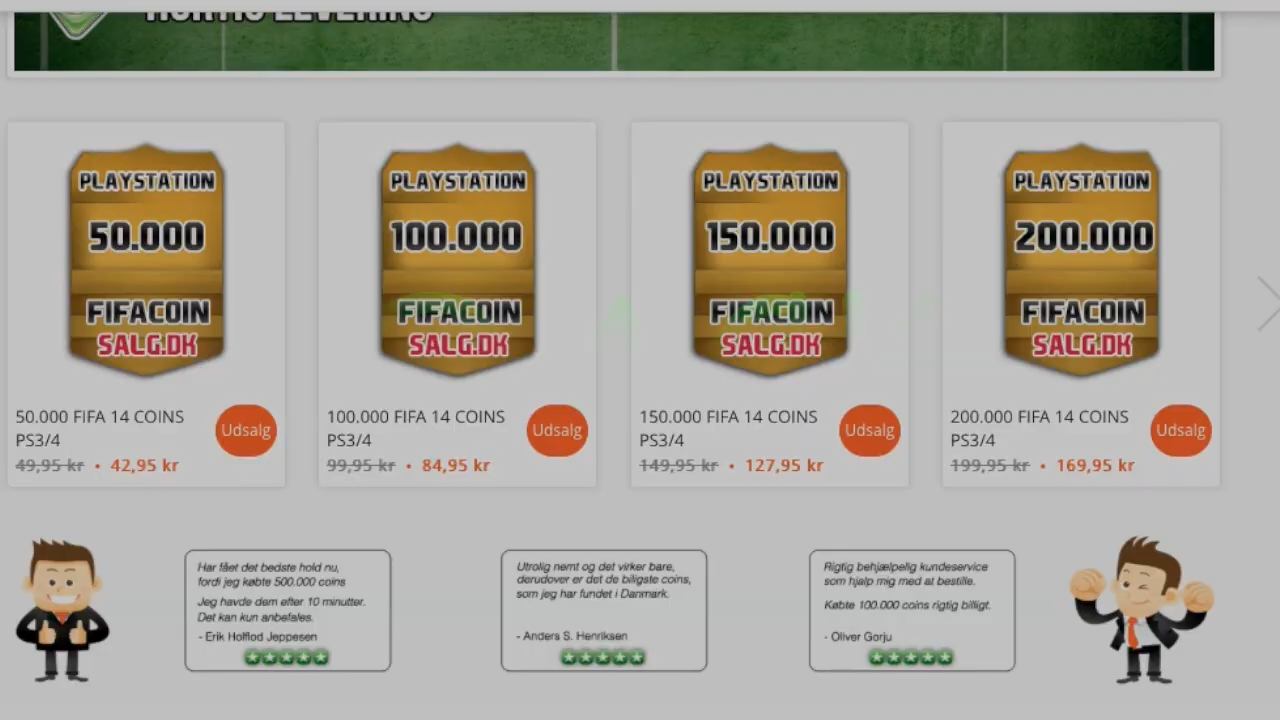 HURTIG LEVERING
PLAYSTATION
50.000
FIFACOIN
SALG.DK
PLAYSTATION
100.000
FIFACOIN
SALG.DK
PLAYSTATION
150.000
FIFACOIN
SALG.DK
PLAYSTATION
200.000
FIFACOIN
SALG.DK
50.000 FIFA 14 COINS
PS3/4
49,95 kr • 42,95 kr
Udsalg
100.000 FIFA 14 COINS
PS3/4
99,95 kr • 84,95 kr
Udsalg
150.000 FIFA 14 COINS
PS3/4
149,95 kr • 127,95 kr
Udsalg
200.000 FIFA 14 COINS
PS3/4
199,95 kr • 169,95 kr
Udsalg
Har fået det bedste hold nu,
fordi jeg købte 500.000 coins
Jeg havde dem efter 10 minutter.
Det kan kun anbefales.
- Erik Holflod Jeppesen
Utrolig nemt og det virker bare,
derudover er det de biligste coins,
som jeg har fundet i Danmark.
- Anders S. Henriksen
Rigtig behjælpelig kundeservice
som hjalp mig med at bestille.
Købte 100.000 coins rigtig billigt.
- Oliver Gorju